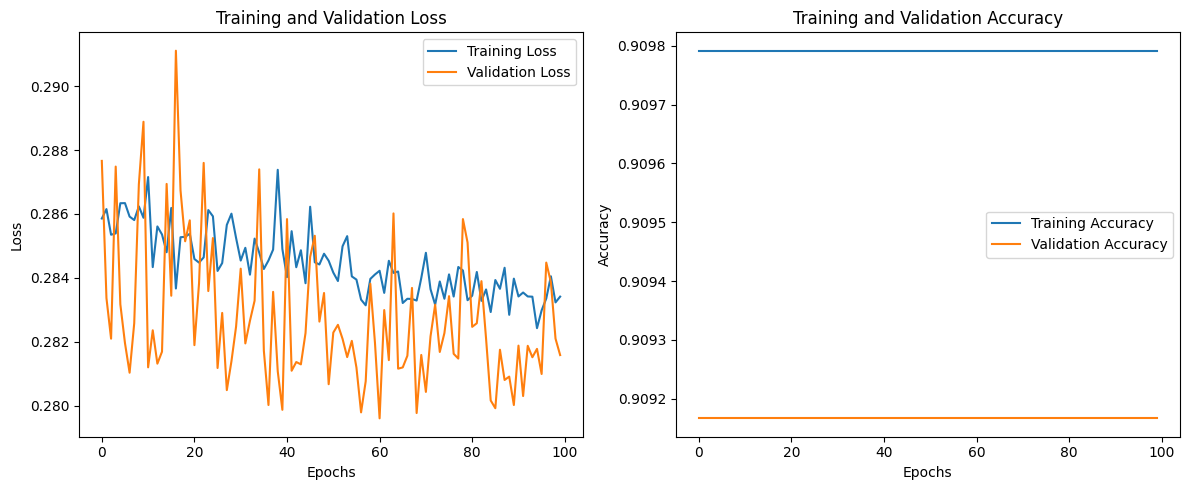 Training and Validation Loss
Training Loss
Validation Loss
0.290
0.288
0.286
0.284
0.282
0.280
Loss
0
20
40
60
80
100
Epochs
Training and Validation Accuracy
0.9098
0.9097
0.9096
0.9095
0.9094
0.9093
0.9092
Accuracy
Training Accuracy
Validation Accuracy
0
20
40
60
80
100
Epochs